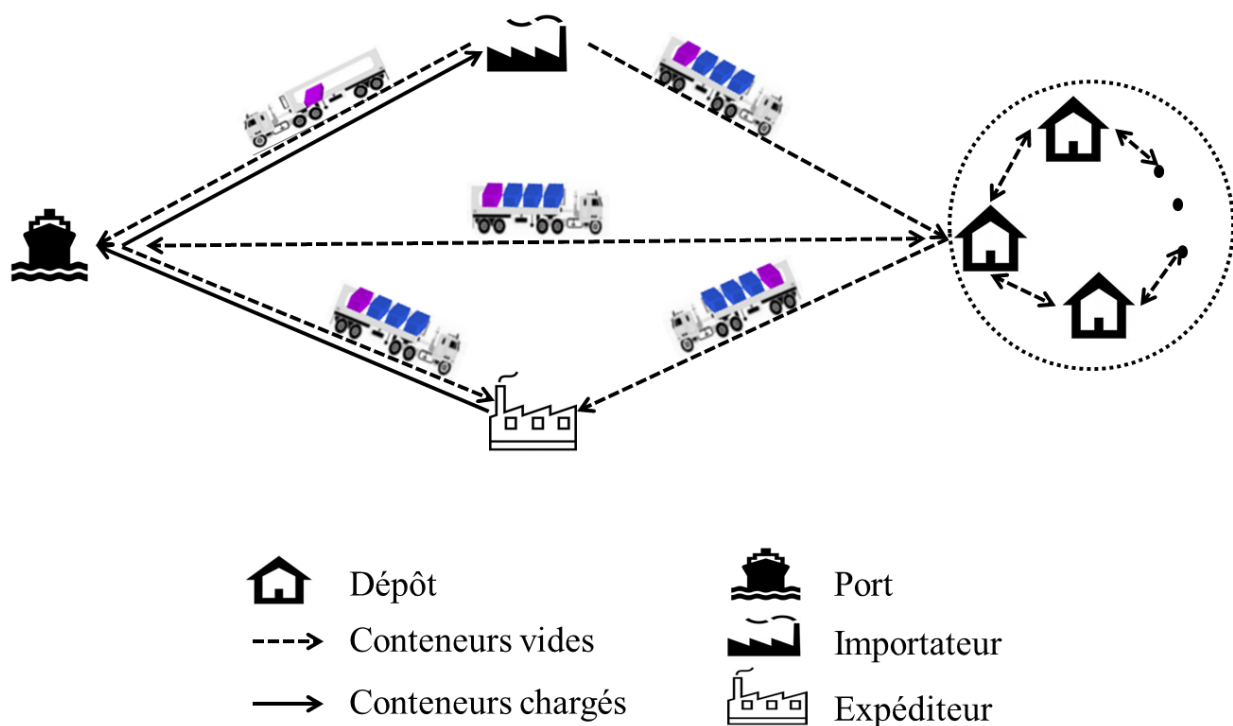 Dépôt
Port
Conteneurs vides
Importateur
Conteneurs chargés
Expéditeur